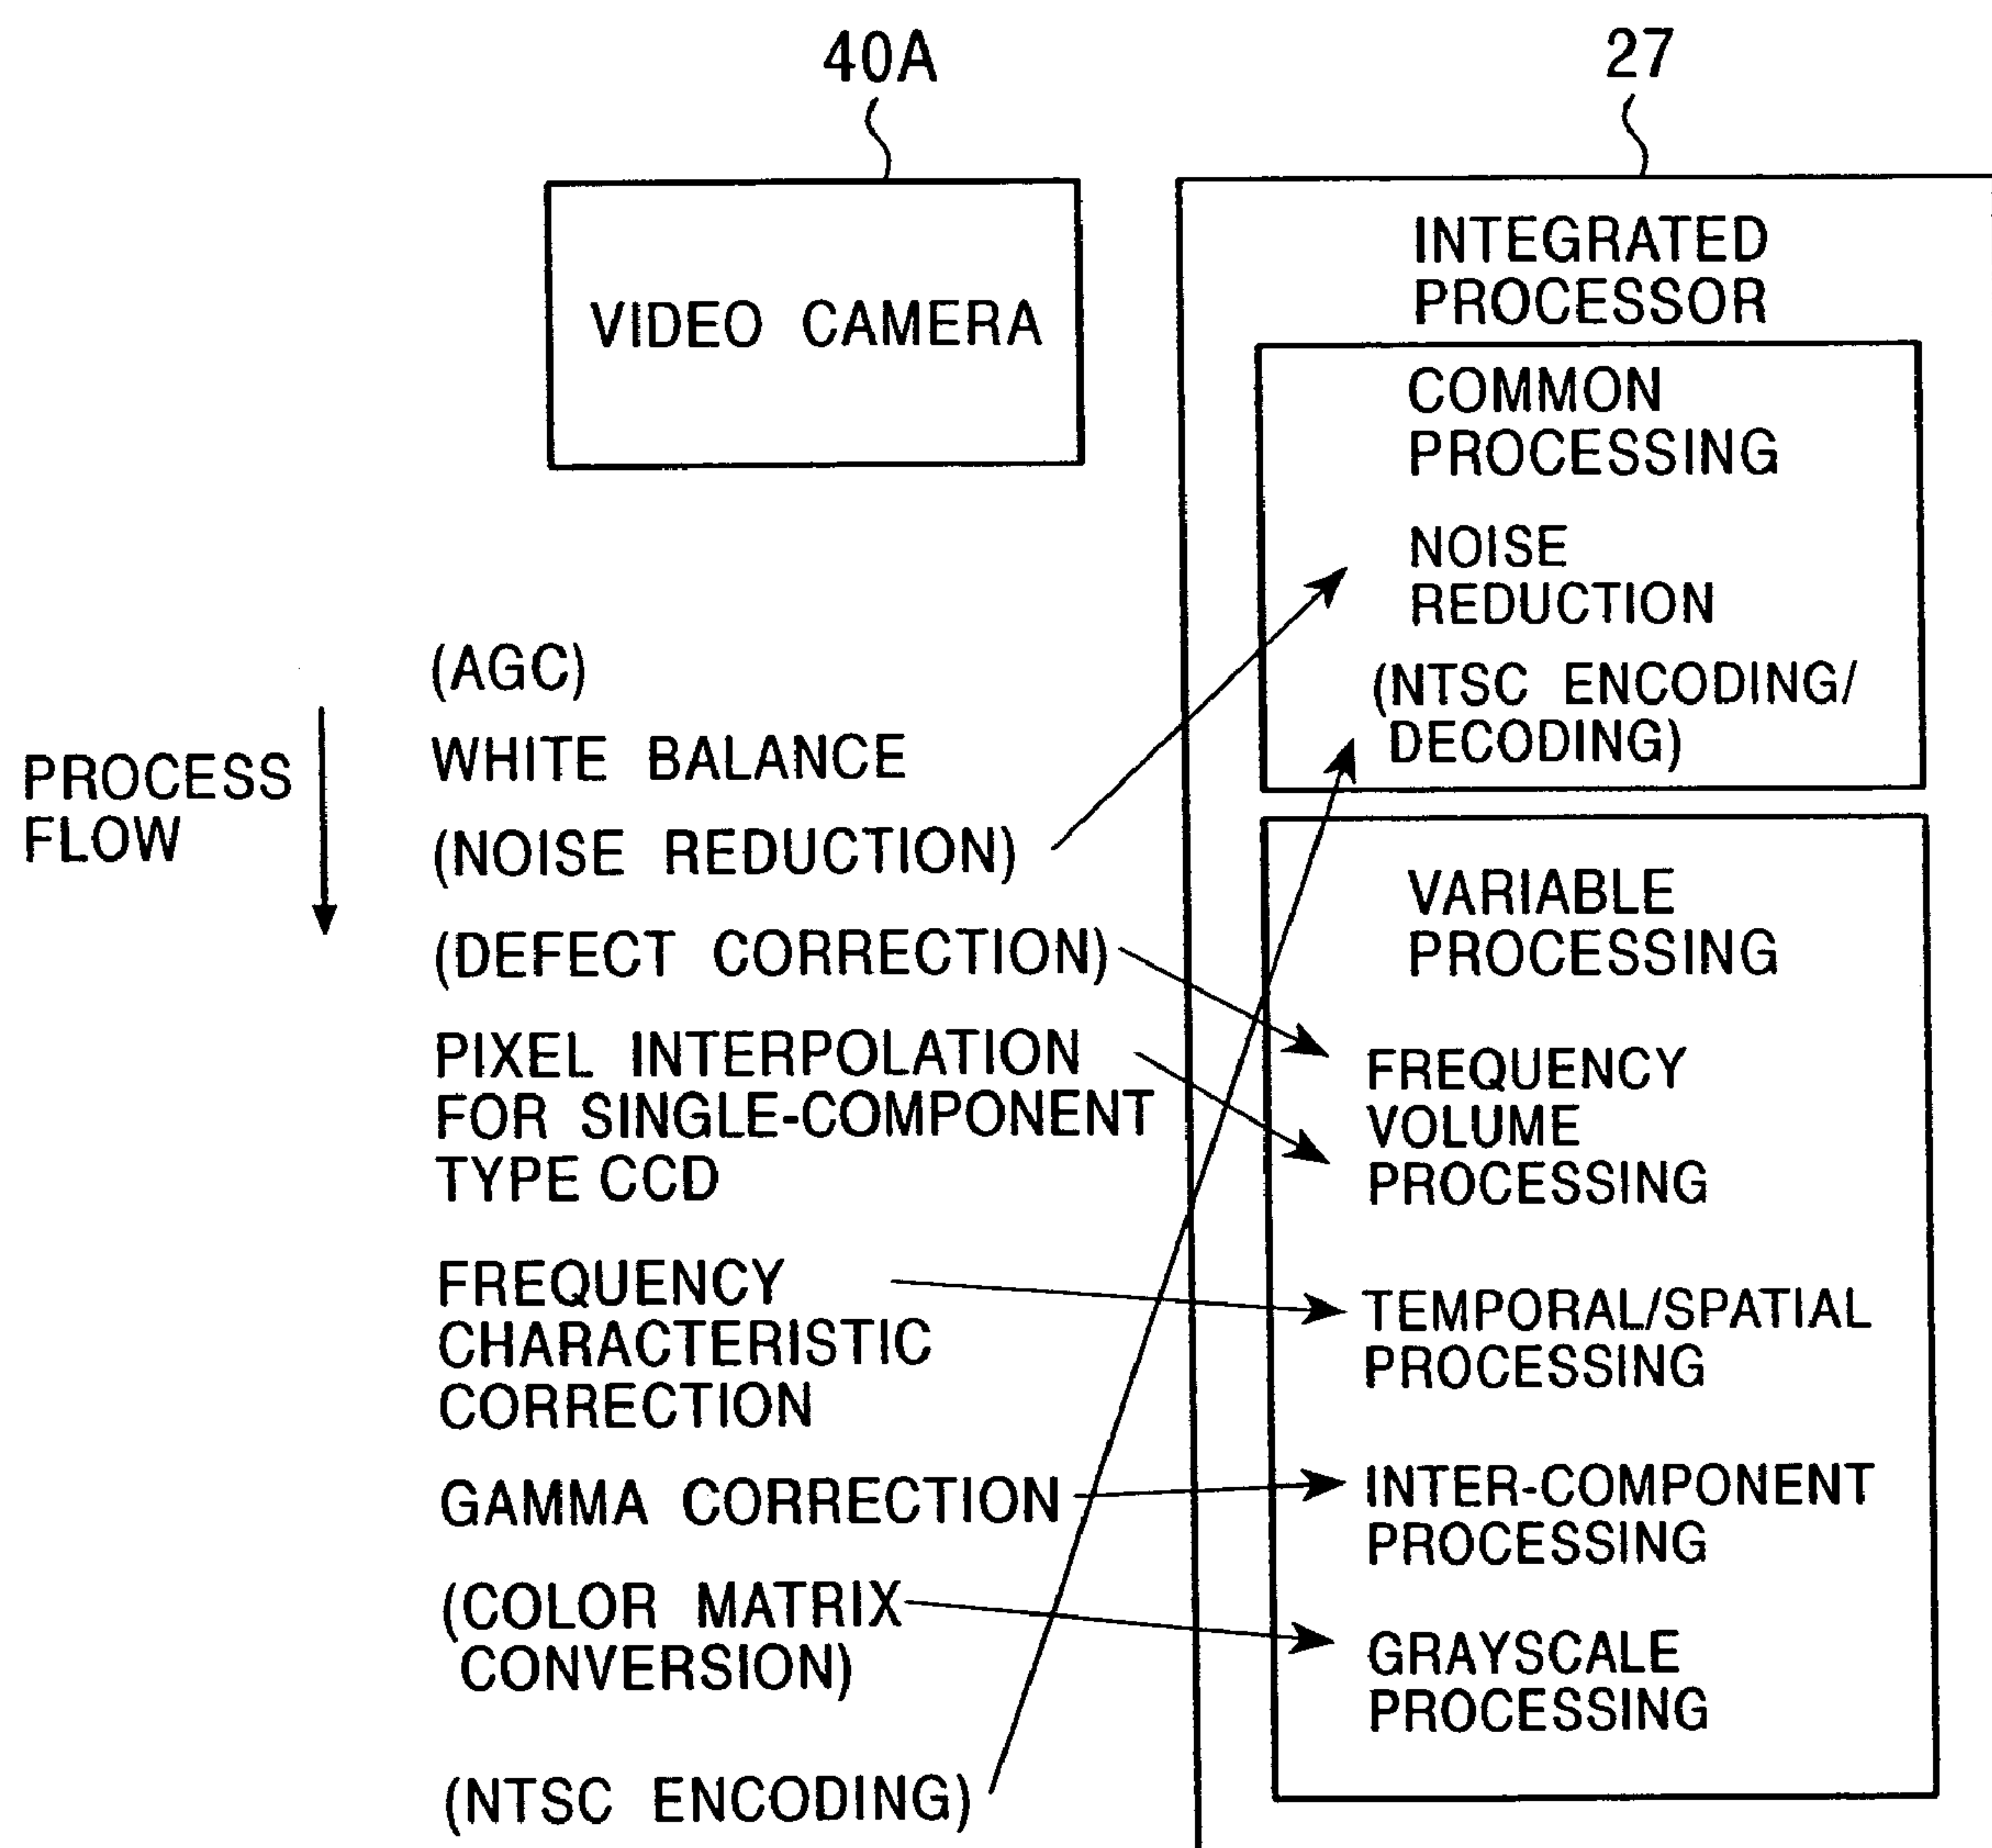 40A
27
VIDEO CAMERA
INTEGRATED
PROCESSOR
COMMON
PROCESSING
NOISE
REDUCTION
(NTSC ENCODING/
DECODING)
PROCESS
FLOW
(AGC)
WHITE BALANCE
(NOISE REDUCTION)
(DEFECT CORRECTION)
PIXEL INTERPOLATION
FOR SINGLE-COMPONENT
TYPE CCD
FREQUENCY
CHARACTERISTIC
CORRECTION
GAMMA CORRECTION
(COLOR MATRIX
CONVERSION)
(NTSC ENCODING)
VARIABLE
PROCESSING
FREQUENCY
VOLUME
PROCESSING
TEMPORAL/SPATIAL
PROCESSING
INTER-COMPONENT
PROCESSING
GRAYSCALE
PROCESSING